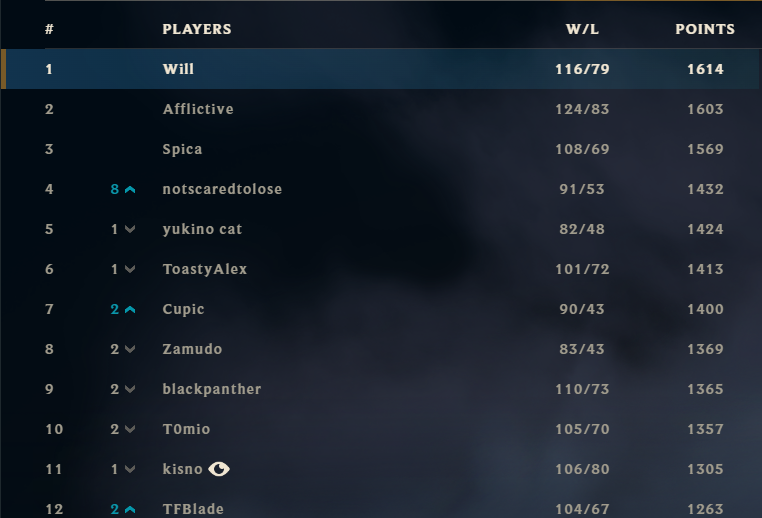 # PLAYERS W/L POINTS
1 Will 116/79 1614
2 Afflictive 124/83 1603
3 Spica 108/69 1569
4 8 notscaredtolose 91/53 1432
5 1 yukino cat 82/48 1424
6 1 ToastyAlex 101/72 1413
7 2 Cupic 90/43 1400
8 2 Zamudo 83/43 1369
9 2 blackpanther 110/73 1365
10 2 T0mio 105/70 1357
11 1 kisno 106/80 1305
12 2 TFBlade 104/67 1263